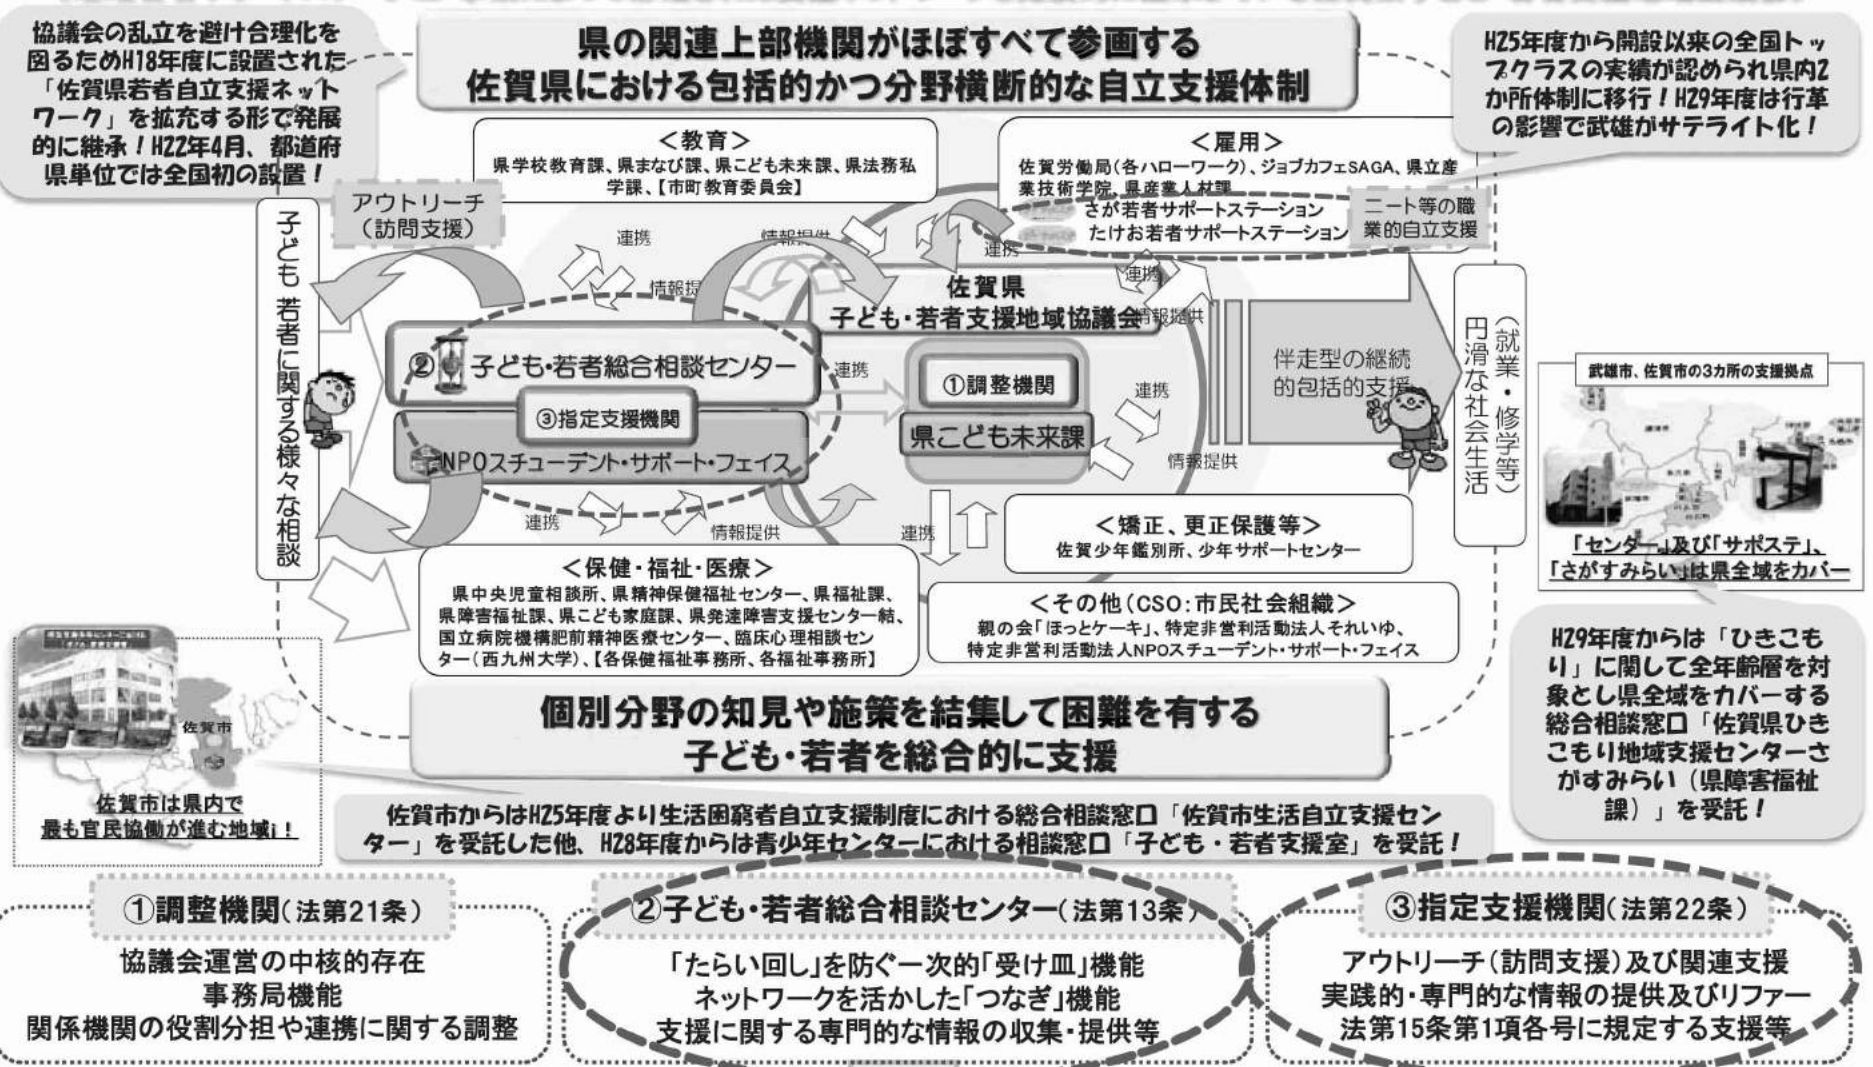 協議会の乱立を避け合理化を
図るためH18年度に設置された
「佐賀県若者自立支援ネット
ワーク」を拡充する形で発展
的に継承！H22年4月、都道府
県単位では全国初の設置！
県の関連上部機関がほぼすべて参画する
佐賀県における包括的かつ分野横断的な自立支援体制
H25年度から開設以来の全国トッ
プクラスの実績が認められ県内2
か所体制に移行！H29年度は行革
の影響で武雄がサテライト化！
＜教育＞
県学校教育課、県まなび課、県こども未来課、県法務私
学課、【市町教育委員会】
＜雇用＞
佐賀労働局（各ハローワーク）、ジョブカフェSAGA、県立産
業技術学院、県産業人材課
さが若者サポートステーション
たけお若者サポートステーション
ニート等の職
業的自立支援
アウトリーチ
（訪問支援）
子ども 若者に関する様々な相談
連携
情報提供
連携
情報提
連携
佐賀県
子ども・若者支援地域協議会
情報提供
②子ども・若者総合相談センター
③指定支援機関
NPOスチューデント・サポート・フェイス
連携
①調整機関
県こども未来課
連携
情報提供
伴走型の継続
的包括的支援
（就業・修学等）
円滑な社会生活
武雄市、佐賀市の3カ所の支援拠点
「センター」及び「サポステ」、
「さがすみらい」は県全域をカバー
連携
情報提供
連携
＜矯正、更正保護等＞
佐賀少年鑑別所、少年サポートセンター
＜保健・福祉・医療＞
県中央児童相談所、県精神保健福祉センター、県福祉課、
県障害福祉課、県こども家庭課、県発達障害支援センター結、
国立病院機構肥前精神医療センター、臨床心理相談セン
ター（西九州大学）、【各保健福祉事務所、各福祉事務所】
＜その他（CSO：市民社会組織＞
親の会「ほっとケーキ」、特定非営利活動法人それいゆ、
特定非営利活動法人NPOスチューデント・サポート・フェイス
H29年度からは「ひきこも
り」に関して全年齢層を対
象とし県全域をカバーする
総合相談窓口「佐賀県ひき
こもり地域支援センターさ
がすみらい（県障害福祉
課）」を受託！
佐賀市
佐賀市は県内で
最も官民協働が進む地域！
個別分野の知見や施策を結集して困難を有する
子ども・若者を総合的に支援
佐賀市からはH25年度より生活困窮者自立支援制度における総合相談窓口「佐賀市生活自立支援セン
ター」を受託した他、H28年度からは青少年センターにおける相談窓口「子ども・若者支援室」を受託！
①調整機関（法第21条）
協議会運営の中核的存在
事務局機能
関係機関の役割分担や連携に関する調整
②子ども・若者総合相談センター（法第13条）
「たらい回し」を防ぐ一次的「受け皿」機能
ネットワークを活かした「つなぎ」機能
支援に関する専門的な情報の収集・提供等
③指定支援機関（法第22条）
アウトリーチ（訪問支援）及び関連支援
実践的・専門的な情報の提供及びリファー
法第15条第1項各号に規定する支援等